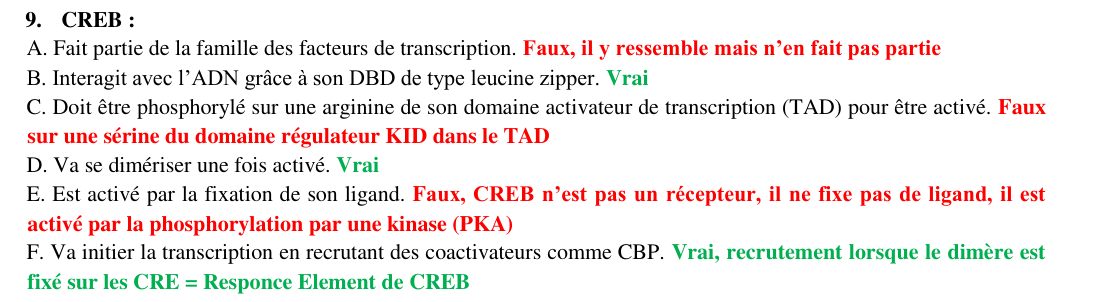 9. CREB :
A. Fait partie de la famille des facteurs de transcription. Faux, il y ressemble mais n'en fait pas partie
B. Interagit avec l'ADN grâce à son DBD de type leucine zipper. Vrai
C. Doit être phosphorylé sur une arginine de son domaine activateur de transcription (TAD) pour être activé. Faux
sur une sérine du domaine régulateur KID dans le TAD
D. Va se dimériser une fois activé. Vrai
E. Est activé par la fixation de son ligand. Faux, CREB n'est pas un récepteur, il ne fixe pas de ligand, il est
activé par la phosphorylation par une kinase (PKA)
F. Va initier la transcription en recrutant des coactivateurs comme CBP. Vrai, recrutement lorsque le dimère est
fixé sur les CRE = Responce Element de CREB